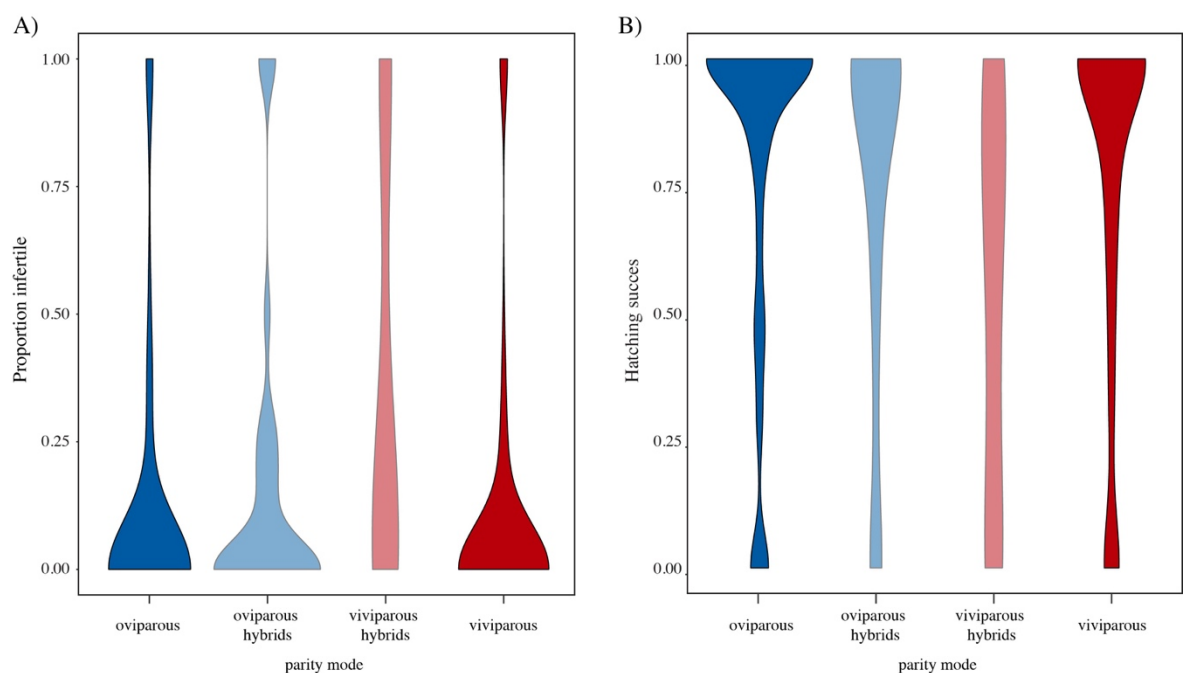 A)
1.00
0.75
0.50
0.25
0.00
Proportion infertile
oviparous
oviparous
hybrids
viviparous
hybrids
viviparous
parity mode
B)
1.00
0.75
0.50
0.25
0.00
Hatching succes
oviparous
oviparous
hybrids
viviparous
hybrids
viviparous
parity mode